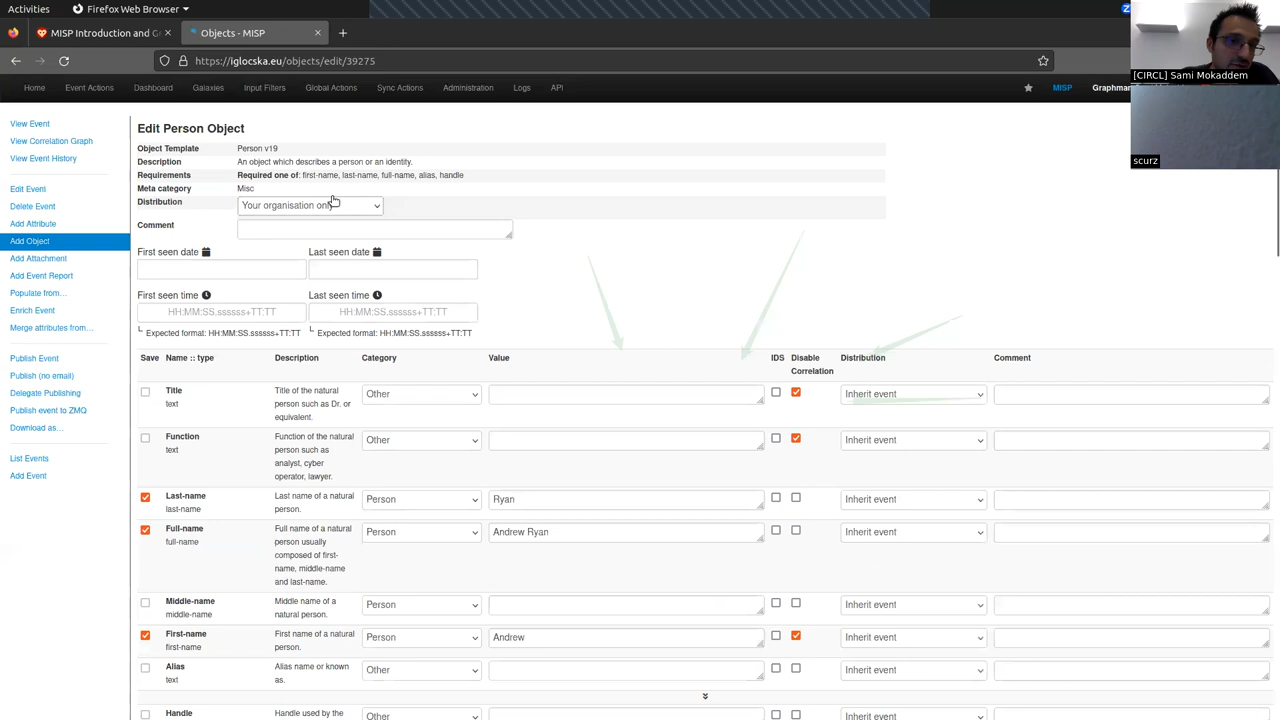 Activities
Firefox Web Browser
MISP Introduction and G
Objects - MISP
https://iglocska.eu/objects/edit/39275
[CIRCL] Sami Mokaddem
scurz
Home Event Actions Dashboard Galaxies Input Filters Global Actions Sync Actions Administration Logs API
MISP
Graphman
View Event
View Correlation Graph
View Event History
Edit Event
Delete Event
Add Attribute
Add Object
Add Attachment
Add Event Report
Populate from…
Enrich Event
Merge attributes from…
Publish Event
Publish (no email)
Delegate Publishing
Publish event to ZMQ
Download as…
List Events
Add Event
Edit Person Object
Object Template Person v19
Description An object which describes a person or an identity.
Requirements Required one of: first-name, last-name, full-name, alias, handle
Meta category Misc
Distribution Your organisation only
Comment
First seen date Last seen date
First seen time Last seen time
HH:MM:SS.ssssss+TT:TT HH:MM:SS.ssssss+TT:TT
Expected format: HH:MM:SS.ssssss+TT:TT Expected format: HH:MM:SS.ssssss+TT:TT
Save Name :: type Description Category Value IDS Disable Correlation Distribution Comment
Title
text
Title of the natural
person such as Dr. or
equivalent.
Other
Inherit event
Function
text
Function of the natural
person such as
analyst, cyber
operator, lawyer.
Other
Inherit event
Last-name
last-name
Last name of a natural
person.
Person
Ryan
Inherit event
Full-name
full-name
Full name of a natural
person usually
composed of first-
name, middle-name
and last-name.
Person
Andrew Ryan
Inherit event
Middle-name
middle-name
Middle name of a
natural person.
Person
Inherit event
First-name
first-name
First name of a natural
person.
Person
Andrew
Inherit event
Alias
text
Alias name or known
as.
Other
Inherit event
Handle
Handle used by the
Other
Inherit event